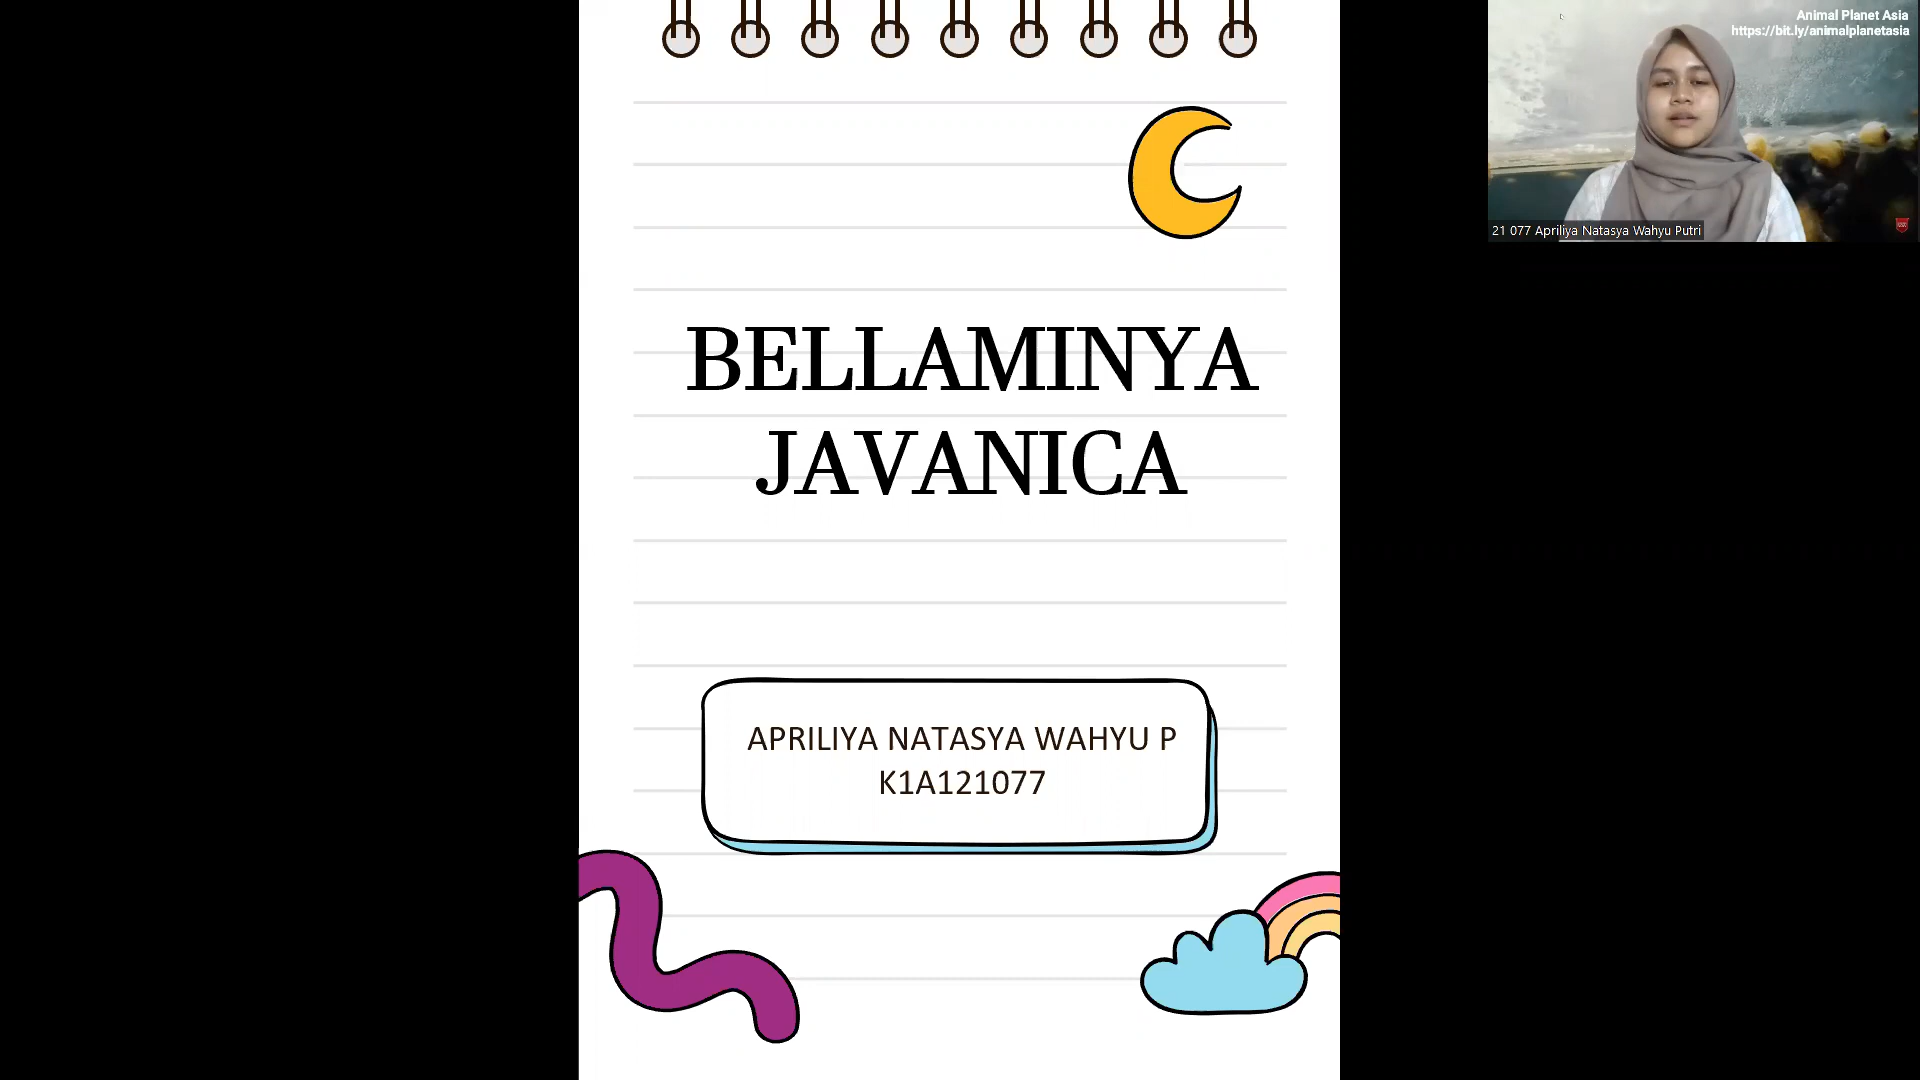 BELLAMINYA
JAVANICA
APRILIYA NATASYA WAHYU P
K1A121077
Animal Planet Asia
https://bit.ly/animalplanetasia
21 077 Apriliya Natasya Wahyu Putri